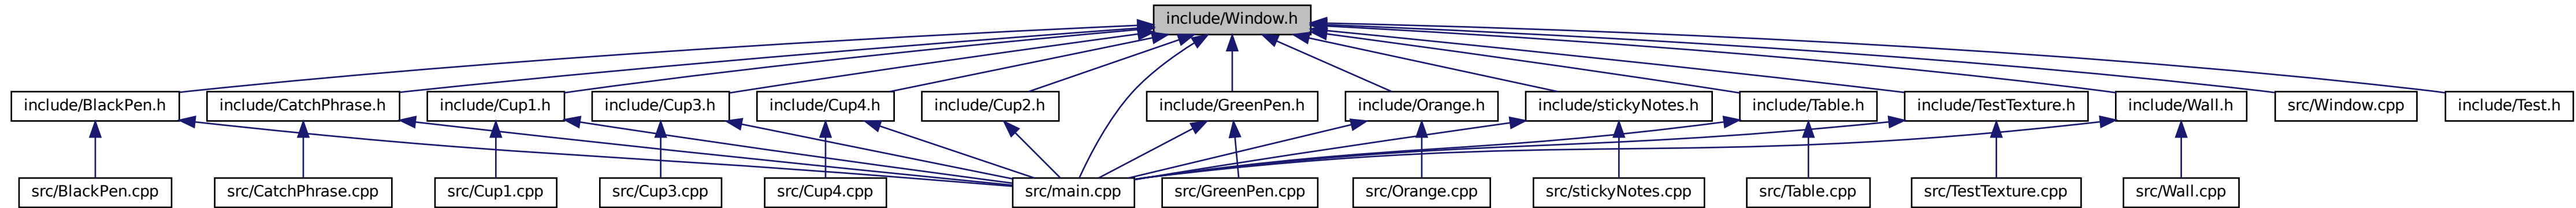 include/Window.h
include/BlackPen.h
include/CatchPhrase.h
include/Cup1.h
include/Cup3.h
include/Cup4.h
include/Cup2.h
include/GreenPen.h
include/Orange.h
include/stickyNotes.h
include/Table.h
include/TestTexture.h
include/Wall.h
src/Window.cpp
include/Test.h
src/BlackPen.cpp
src/CatchPhrase.cpp
src/Cup1.cpp
src/Cup3.cpp
src/Cup4.cpp
src/main.cpp
src/GreenPen.cpp
src/Orange.cpp
src/stickyNotes.cpp
src/Table.cpp
src/TestTexture.cpp
src/Wall.cpp